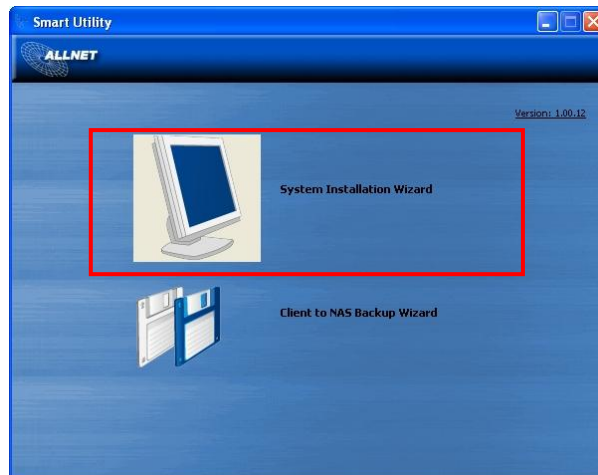 Smart Utility
ALLNET
Version: 1.00.12
System Installation Wizard
Client to NAS Backup Wizard